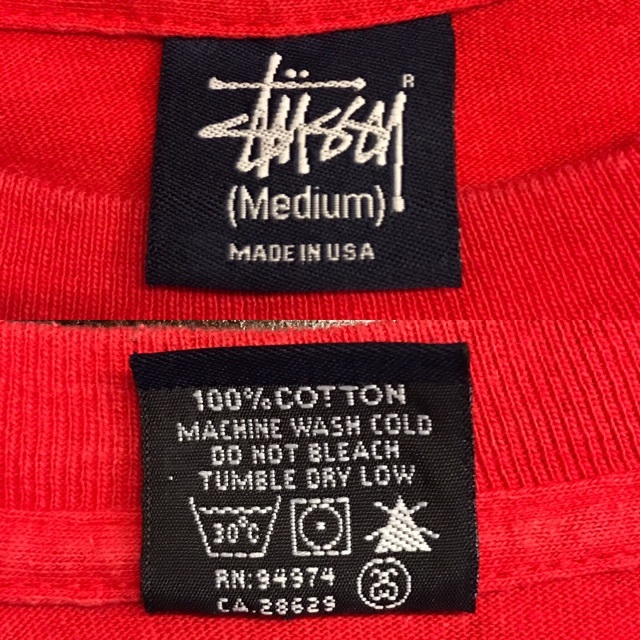 Stüssy ®
(Medium)
MADE IN USA
100% COTTON
MACHINE WASH COLD
DO NOT BLEACH
TUMBLE DRY LOW
30°C
RN: 94974
CA. 28629